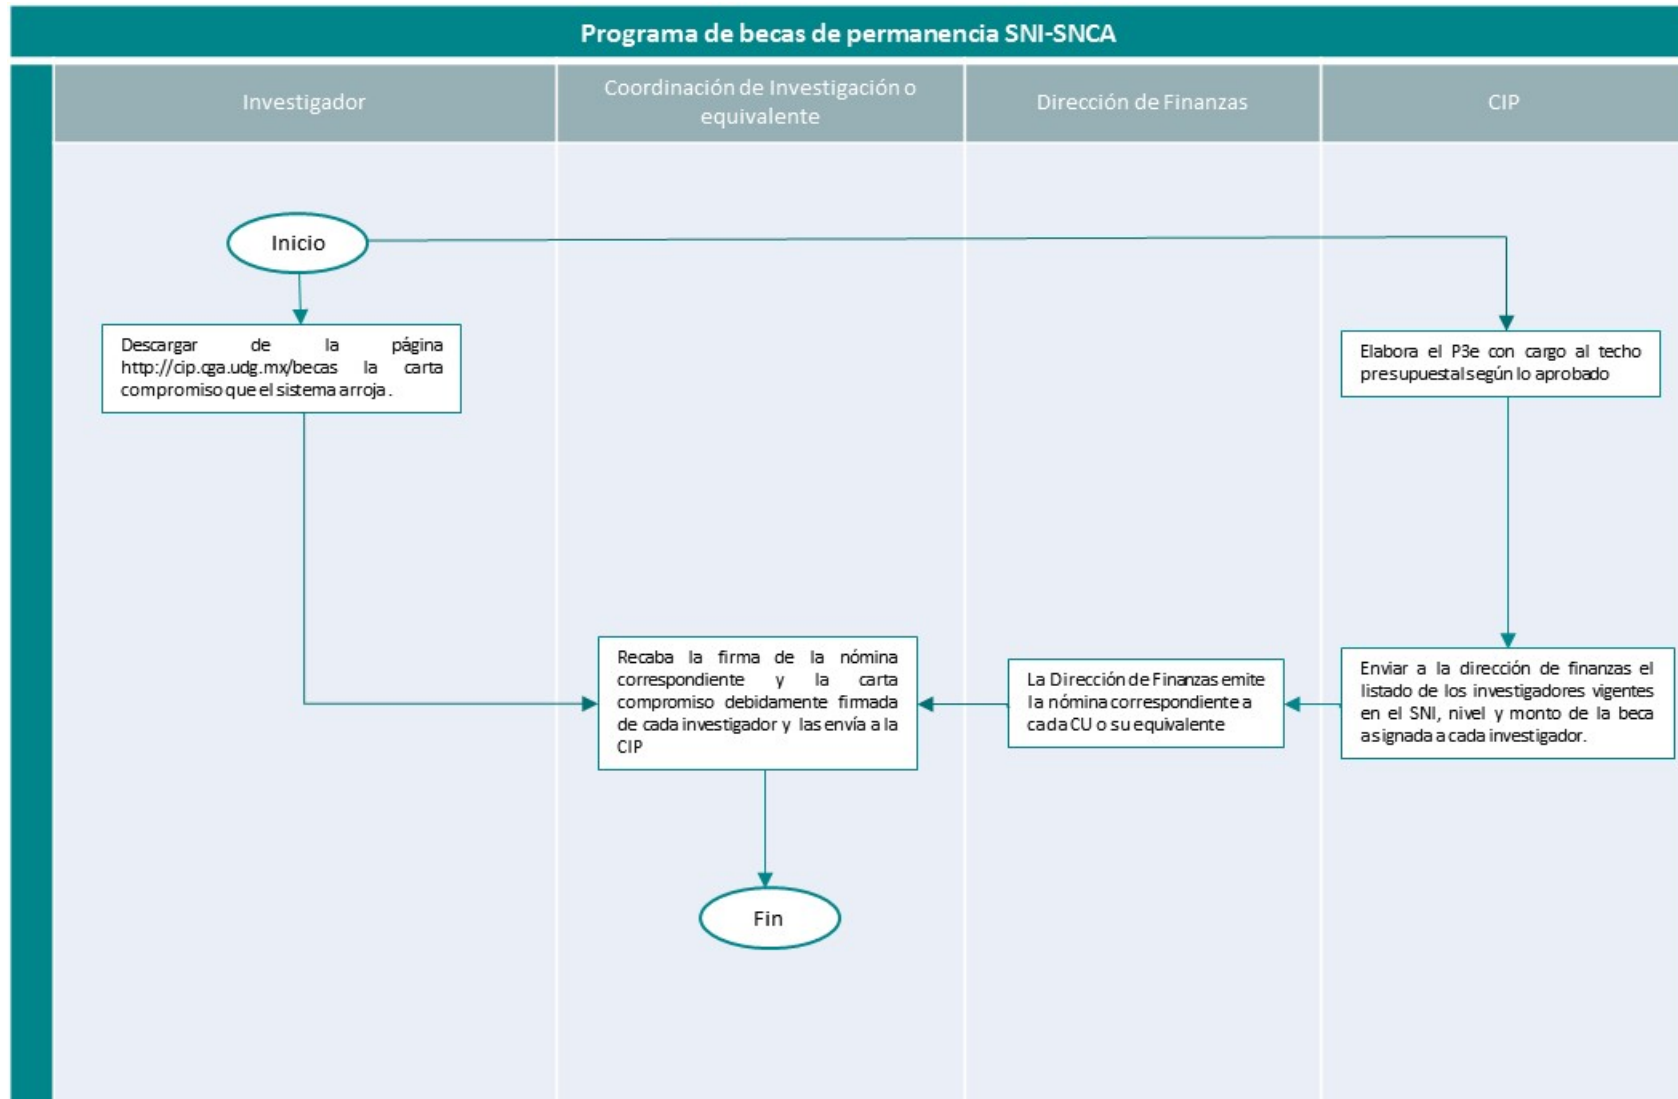 Programa de becas de permanencia SNI-SNCA
Investigador
Coordinación de Investigación o
equivalente
Dirección de Finanzas
CIP
Inicio
Descargar de la página
http://cip.cga.udg.mx/becas la carta
compromiso que el sistema arroja.
Elabora el P3e con cargo al techo
presupuestal según lo aprobado
Recaba la firma de la nómina
correspondiente y la carta
compromiso debidamente firmada
de cada investigador y las envía a la
CIP
La Dirección de Finanzas emite
la nómina correspondiente a
cada CU o su equivalente
Enviar a la dirección de finanzas el
listado de los investigadores vigentes
en el SNI, nivel y monto de la beca
asignada a cada investigador.
Fin